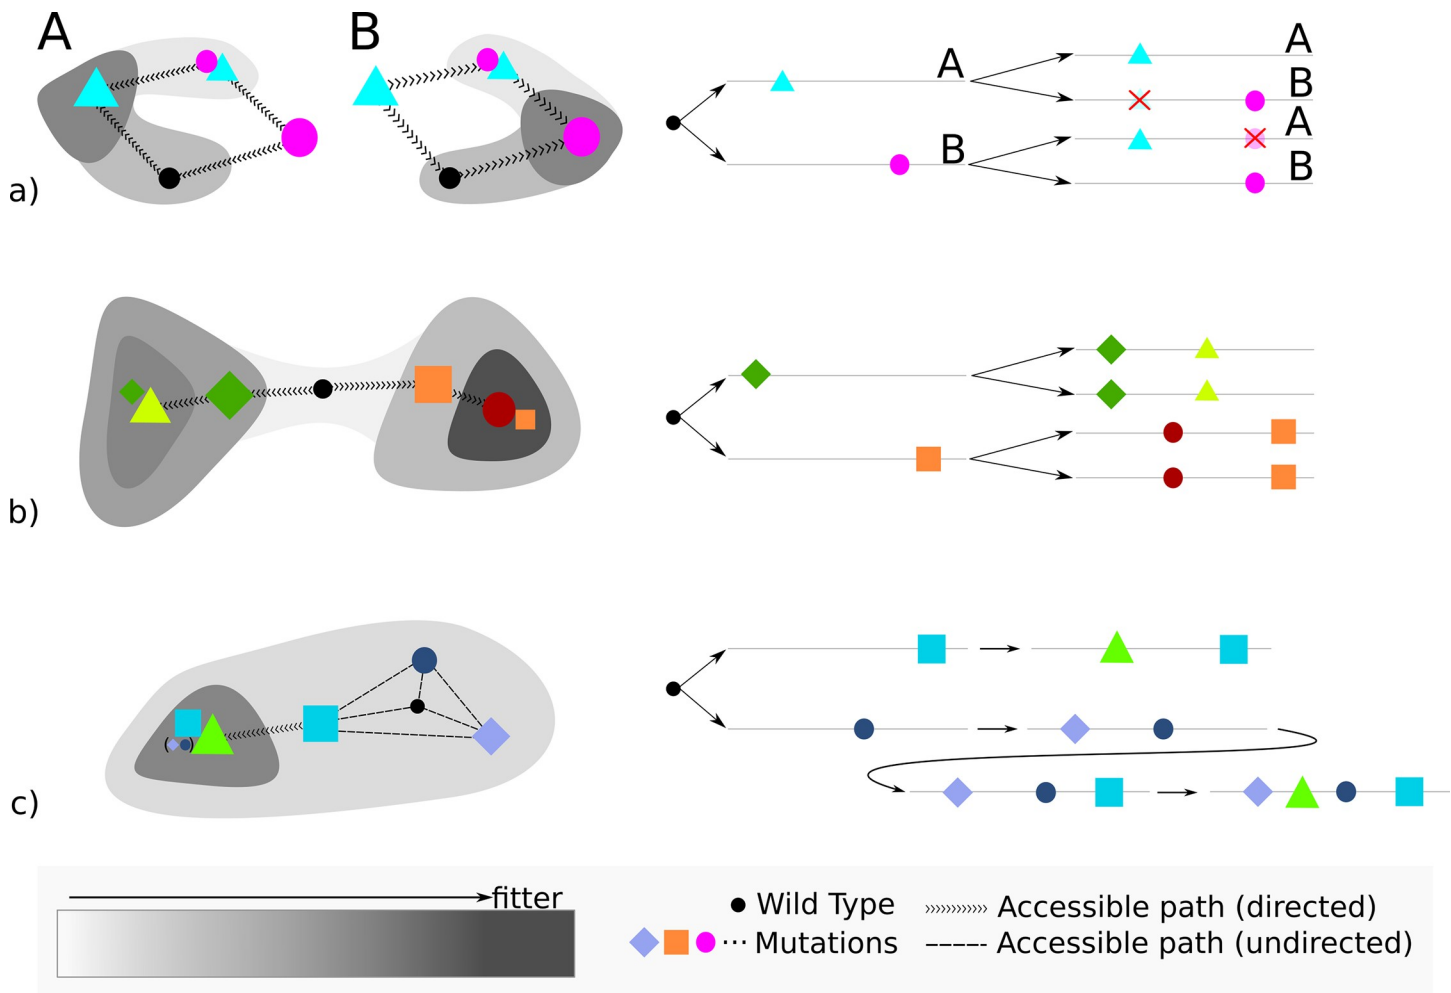 A
B
A
A
B
B
A
B
a)
b)
c)
fitter
Wild Type
Accessible path (directed)
... Mutations
Accessible path (undirected)